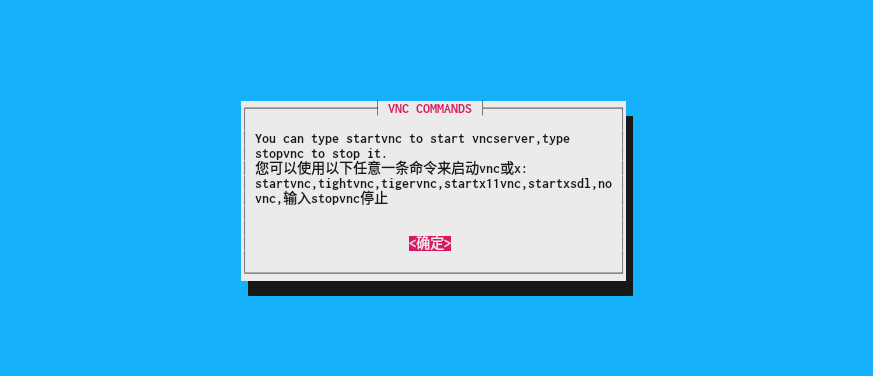 VNC COMMANDS
You can type startvnc to start vncserver,type
stopvnc to stop it.
您可以使用以下任意一条命令来启动vnc或x:
startvnc,tightvnc,tigervnc,startx11vnc,startxsdl,no
vnc,输入stopvnc停止
<确定>